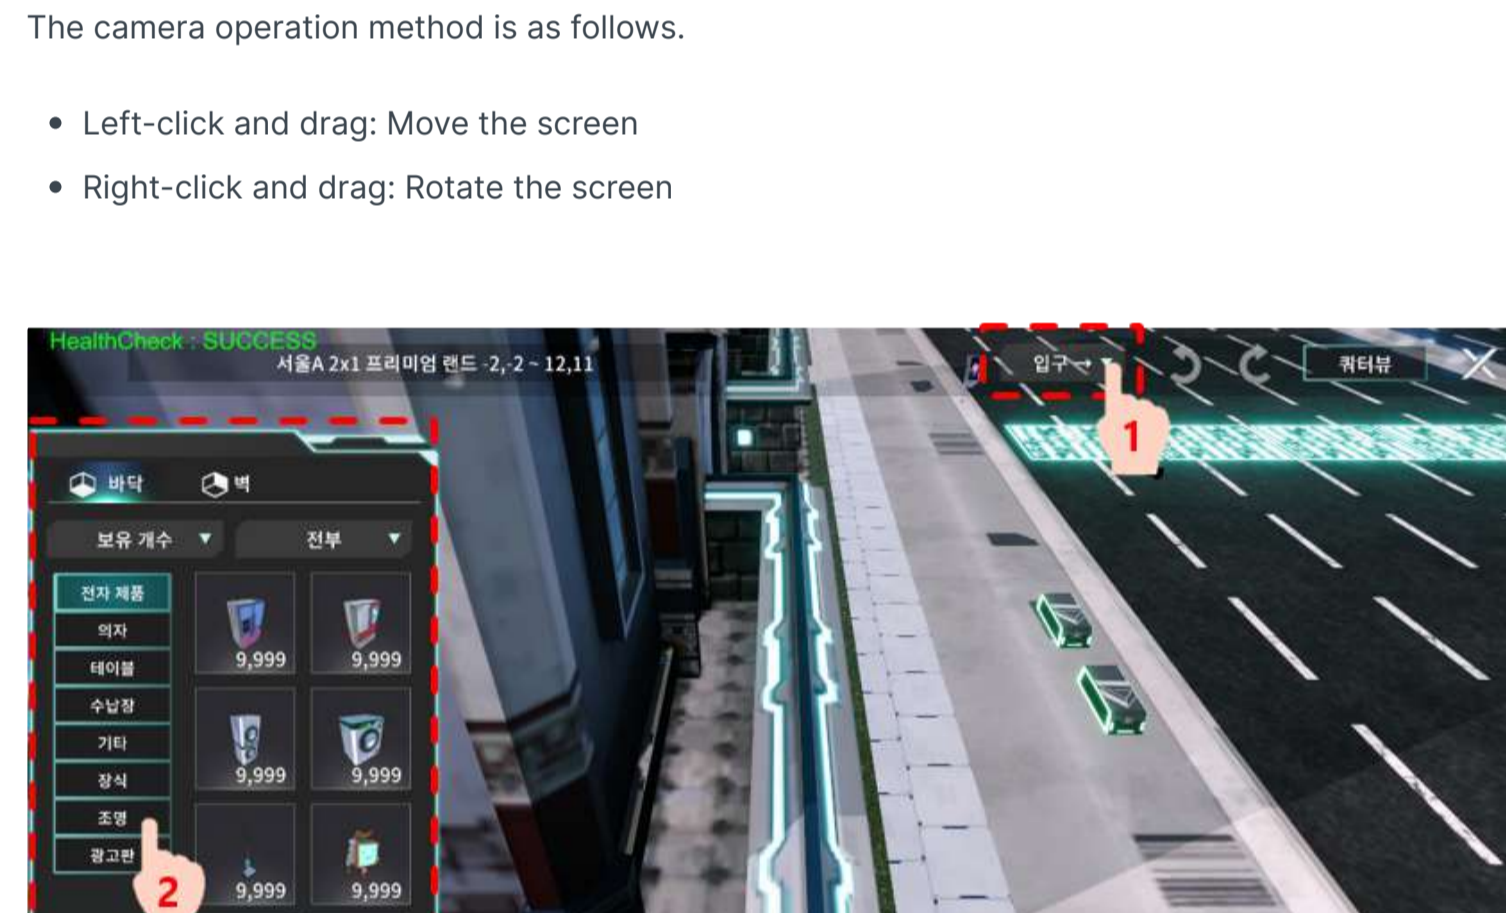 The camera operation method is as follows.
• Left-click and drag: Move the screen
• Right-click and drag: Rotate the screen
HealthCheck : SUCCESS
서울A 2x1 프리미엄 랜드 -2,-2 ~ 12,11
입구→ ▼
쿼터뷰
1
바닥
벽
보유 개수 ▼
전부 ▼
전자 제품
의자
테이블
수납장
기타
장식
조명
광고판
9,999
9,999
9,999
9,999
9,999
9,999
2